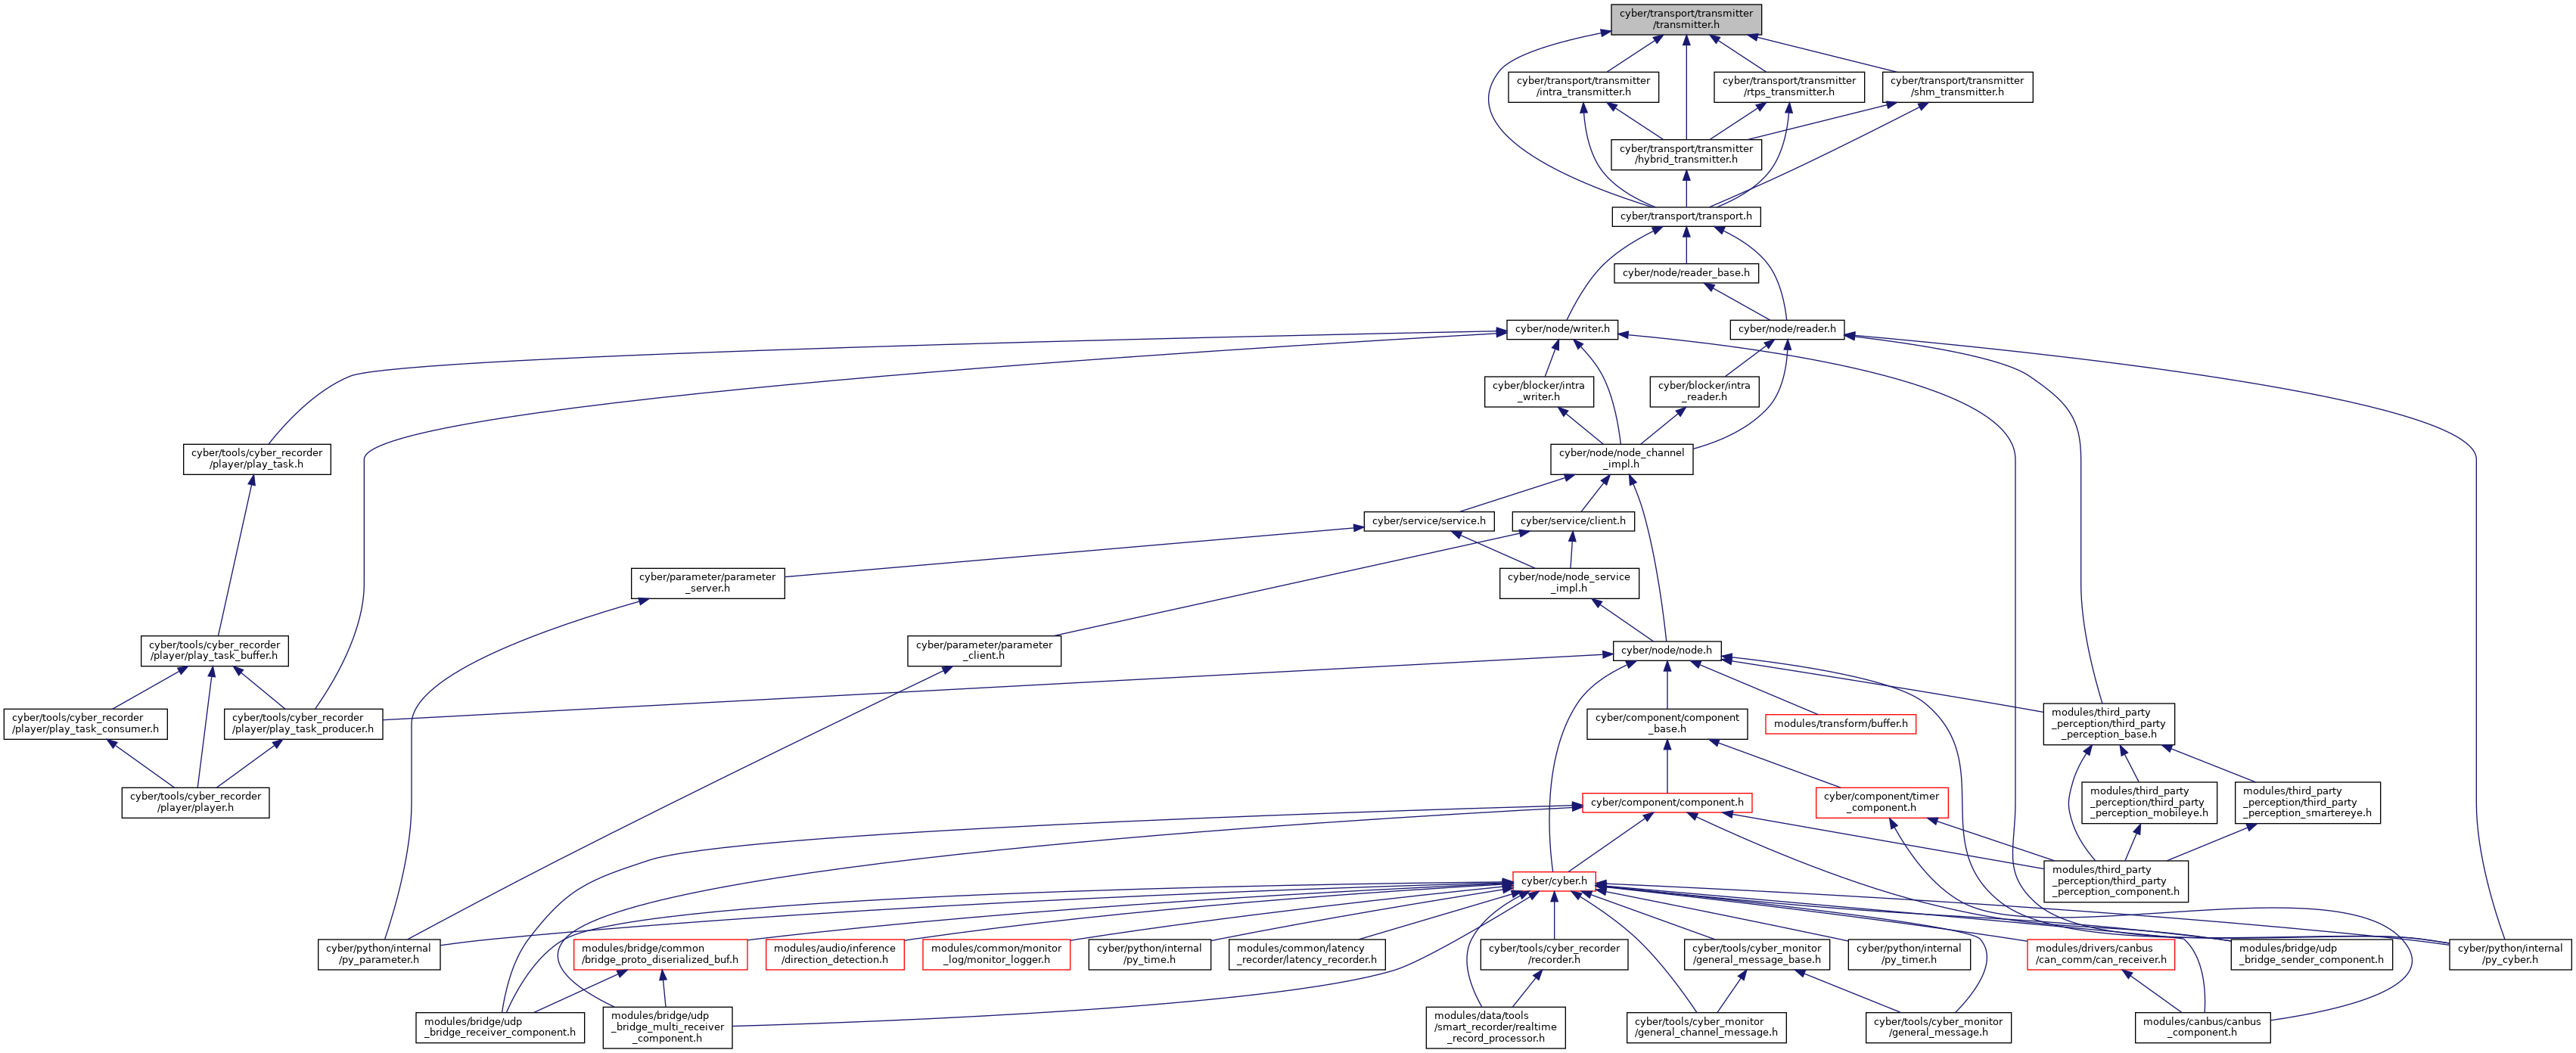 cyber/transport/transmitter
/transmitter.h
cyber/transport/transmitter
/intra_transmitter.h
cyber/transport/transmitter
/rtps_transmitter.h
cyber/transport/transmitter
/shm_transmitter.h
cyber/transport/transmitter
/hybrid_transmitter.h
cyber/transport/transport.h
cyber/node/reader_base.h
cyber/node/writer.h
cyber/node/reader.h
cyber/blocker/intra
_writer.h
cyber/blocker/intra
_reader.h
cyber/tools/cyber_recorder
/player/play_task.h
cyber/node/node_channel
_impl.h
cyber/service/service.h
cyber/service/client.h
cyber/parameter/parameter
_server.h
cyber/node/node_service
_impl.h
cyber/tools/cyber_recorder
/player/play_task_buffer.h
cyber/parameter/parameter
_client.h
cyber/node/node.h
cyber/tools/cyber_recorder
/player/play_task_consumer.h
cyber/tools/cyber_recorder
/player/play_task_producer.h
cyber/component/component
_base.h
modules/transform/buffer.h
modules/third_party
_perception/third_party
_perception_base.h
cyber/tools/cyber_recorder
/player/player.h
cyber/component/component.h
cyber/component/timer
_component.h
modules/third_party
_perception/third_party
_perception_mobileye.h
modules/third_party
_perception/third_party
_perception_smartereye.h
cyber/cyber.h
modules/third_party
_perception/third_party
_perception_component.h
cyber/python/internal
/py_parameter.h
modules/bridge/common
/bridge_proto_diserialized_buf.h
modules/audio/inference
/direction_detection.h
modules/common/monitor
_log/monitor_logger.h
cyber/python/internal
/py_time.h
modules/common/latency
_recorder/latency_recorder.h
cyber/tools/cyber_recorder
/recorder.h
cyber/tools/cyber_monitor
/general_message_base.h
cyber/python/internal
/py_timer.h
modules/drivers/canbus
/can_comm/can_receiver.h
modules/bridge/udp
_bridge_sender_component.h
cyber/python/internal
/py_cyber.h
modules/bridge/udp
_bridge_receiver_component.h
modules/bridge/udp
_bridge_multi_receiver
_component.h
modules/data/tools
/smart_recorder/realtime
_record_processor.h
cyber/tools/cyber_monitor
/general_channel_message.h
cyber/tools/cyber_monitor
/general_message.h
modules/canbus/canbus
_component.h